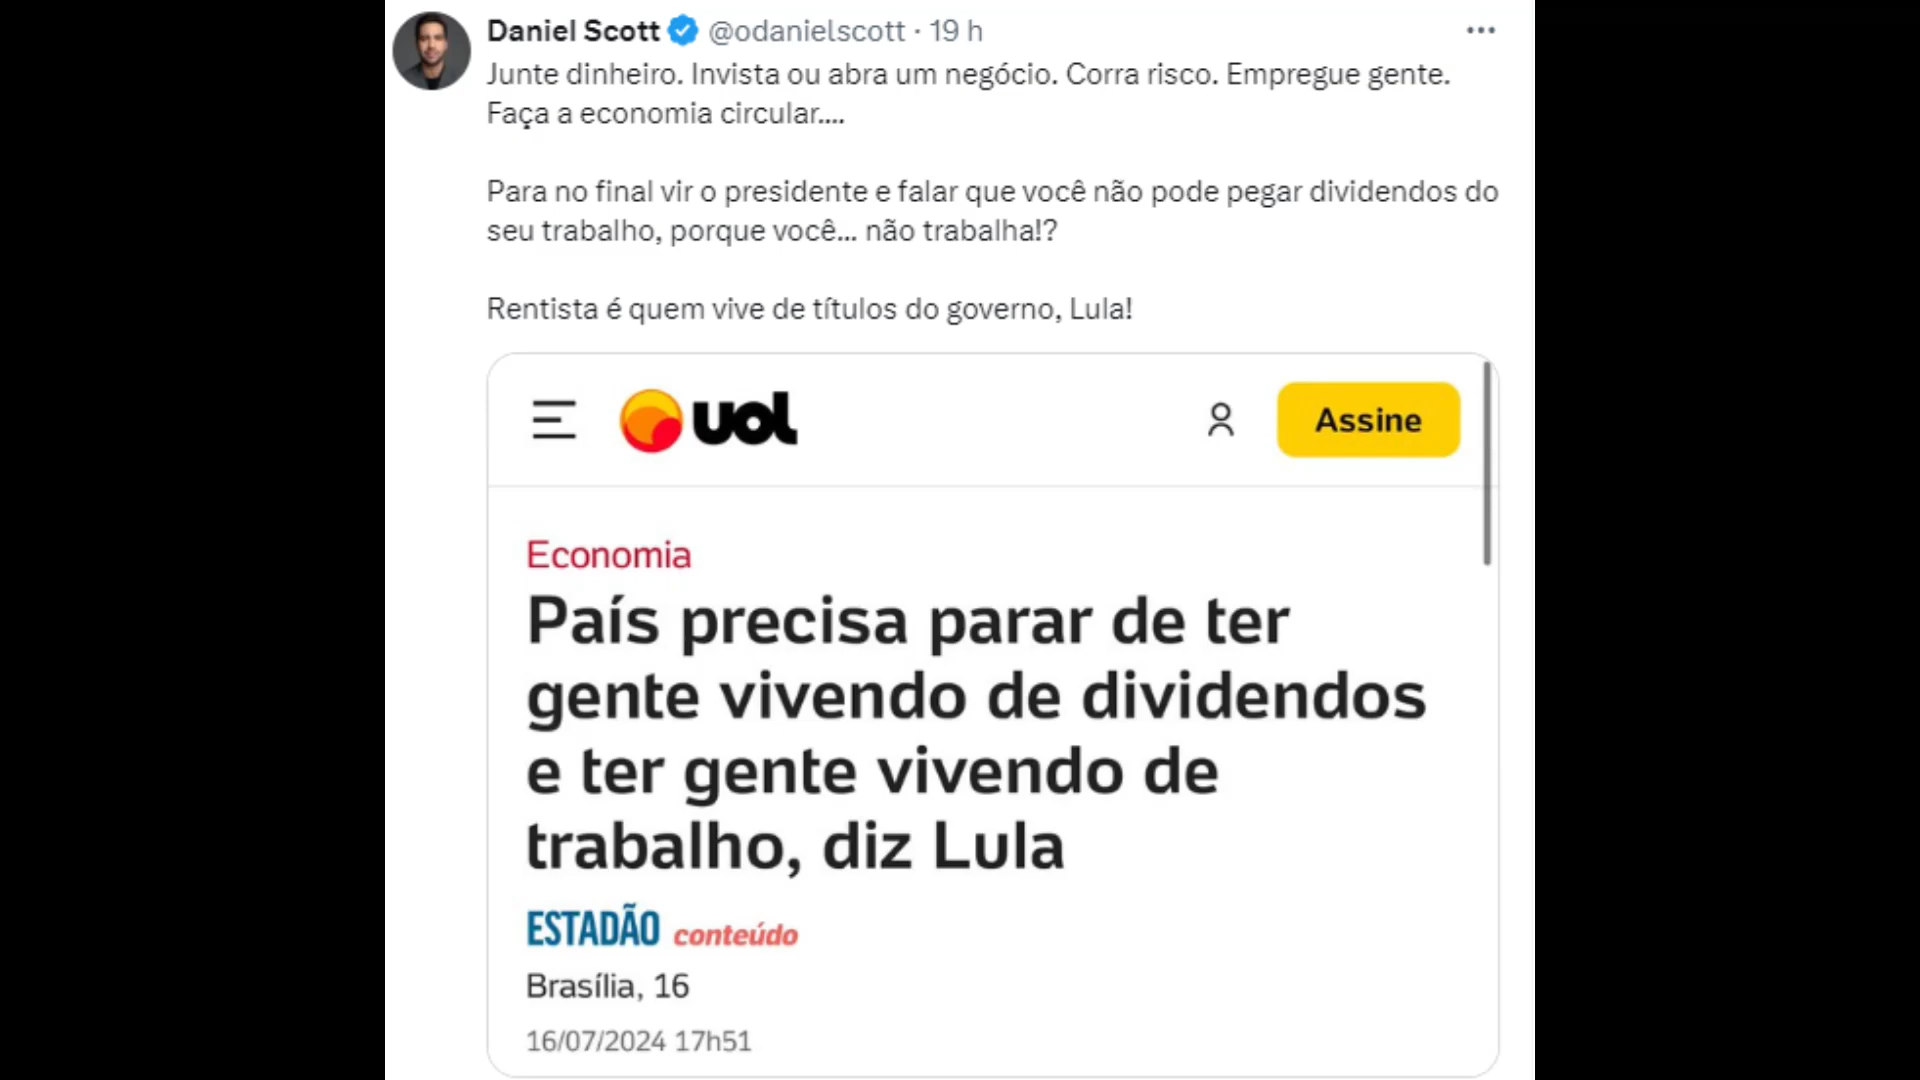 Daniel Scott @odanielscott · 19 h
Junte dinheiro. Invista ou abra um negócio. Corra risco. Empregue gente.
Faça a economia circular....
Para no final vir o presidente e falar que você não pode pegar dividendos do
seu trabalho, porque você... não trabalha!?
Rentista é quem vive de títulos do governo, Lula!
uol
Assine
Economia
País precisa parar de ter
gente vivendo de dividendos
e ter gente vivendo de
trabalho, diz Lula
ESTADÃO conteúdo
Brasília, 16
16/07/2024 17h51